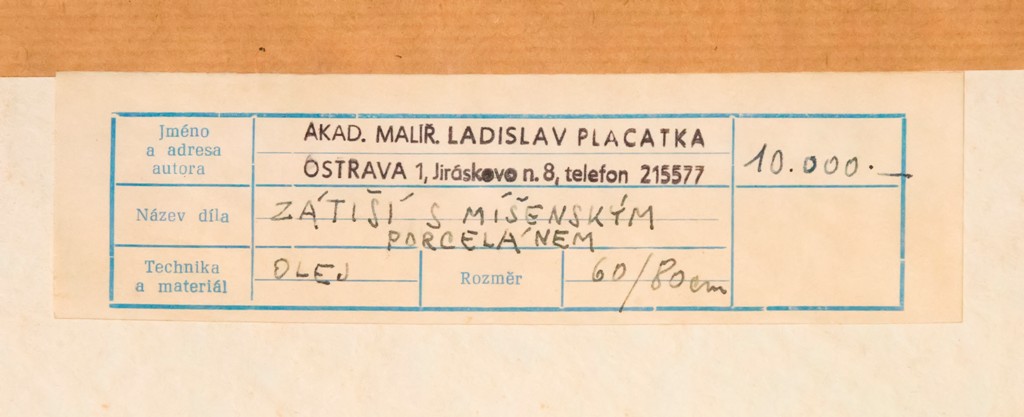 Jméno
a adresa
autora
AKAD. MALÍŘ. LADISLAV PLACATKA
OSTRAVA 1, Jiráskovo n. 8, telefon 215577
10.000.-
Název díla
ZÁTIŠÍ S MÍŠENSKÝM
PORCELÁNEM
Technika
a materiál
OLEJ
Rozměr
60/80cm